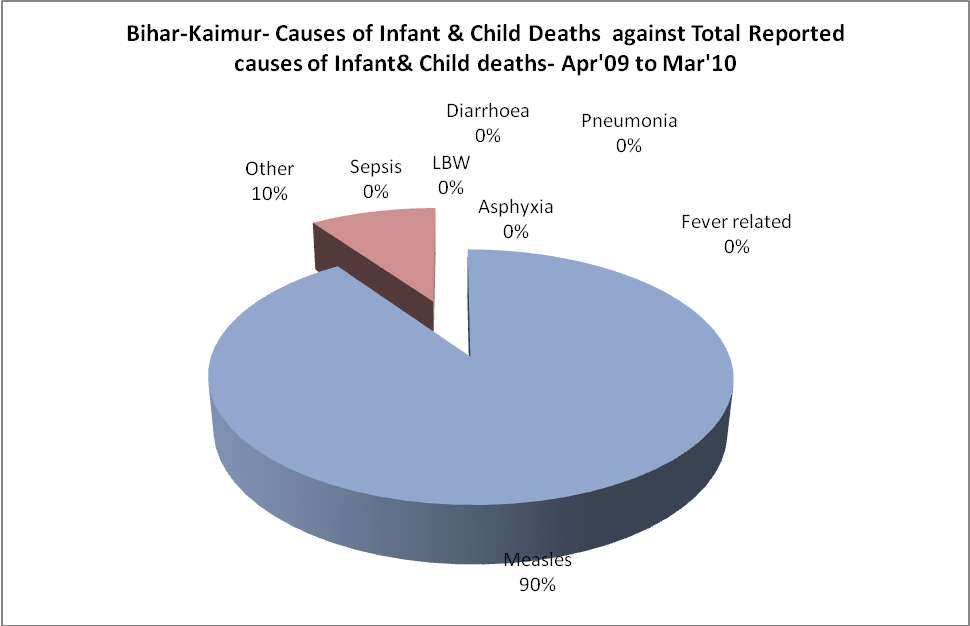 Bihar-Kaimur- Causes of Infant & Child Deaths  against Total Reported
causes of Infant& Child deaths- Apr'09 to Mar'10
Diarrhoea
0%
Pneumonia
0%
Other
10%
Sepsis
0%
LBW
0%
Asphyxia
0%
Fever related
0%
Measles
90%